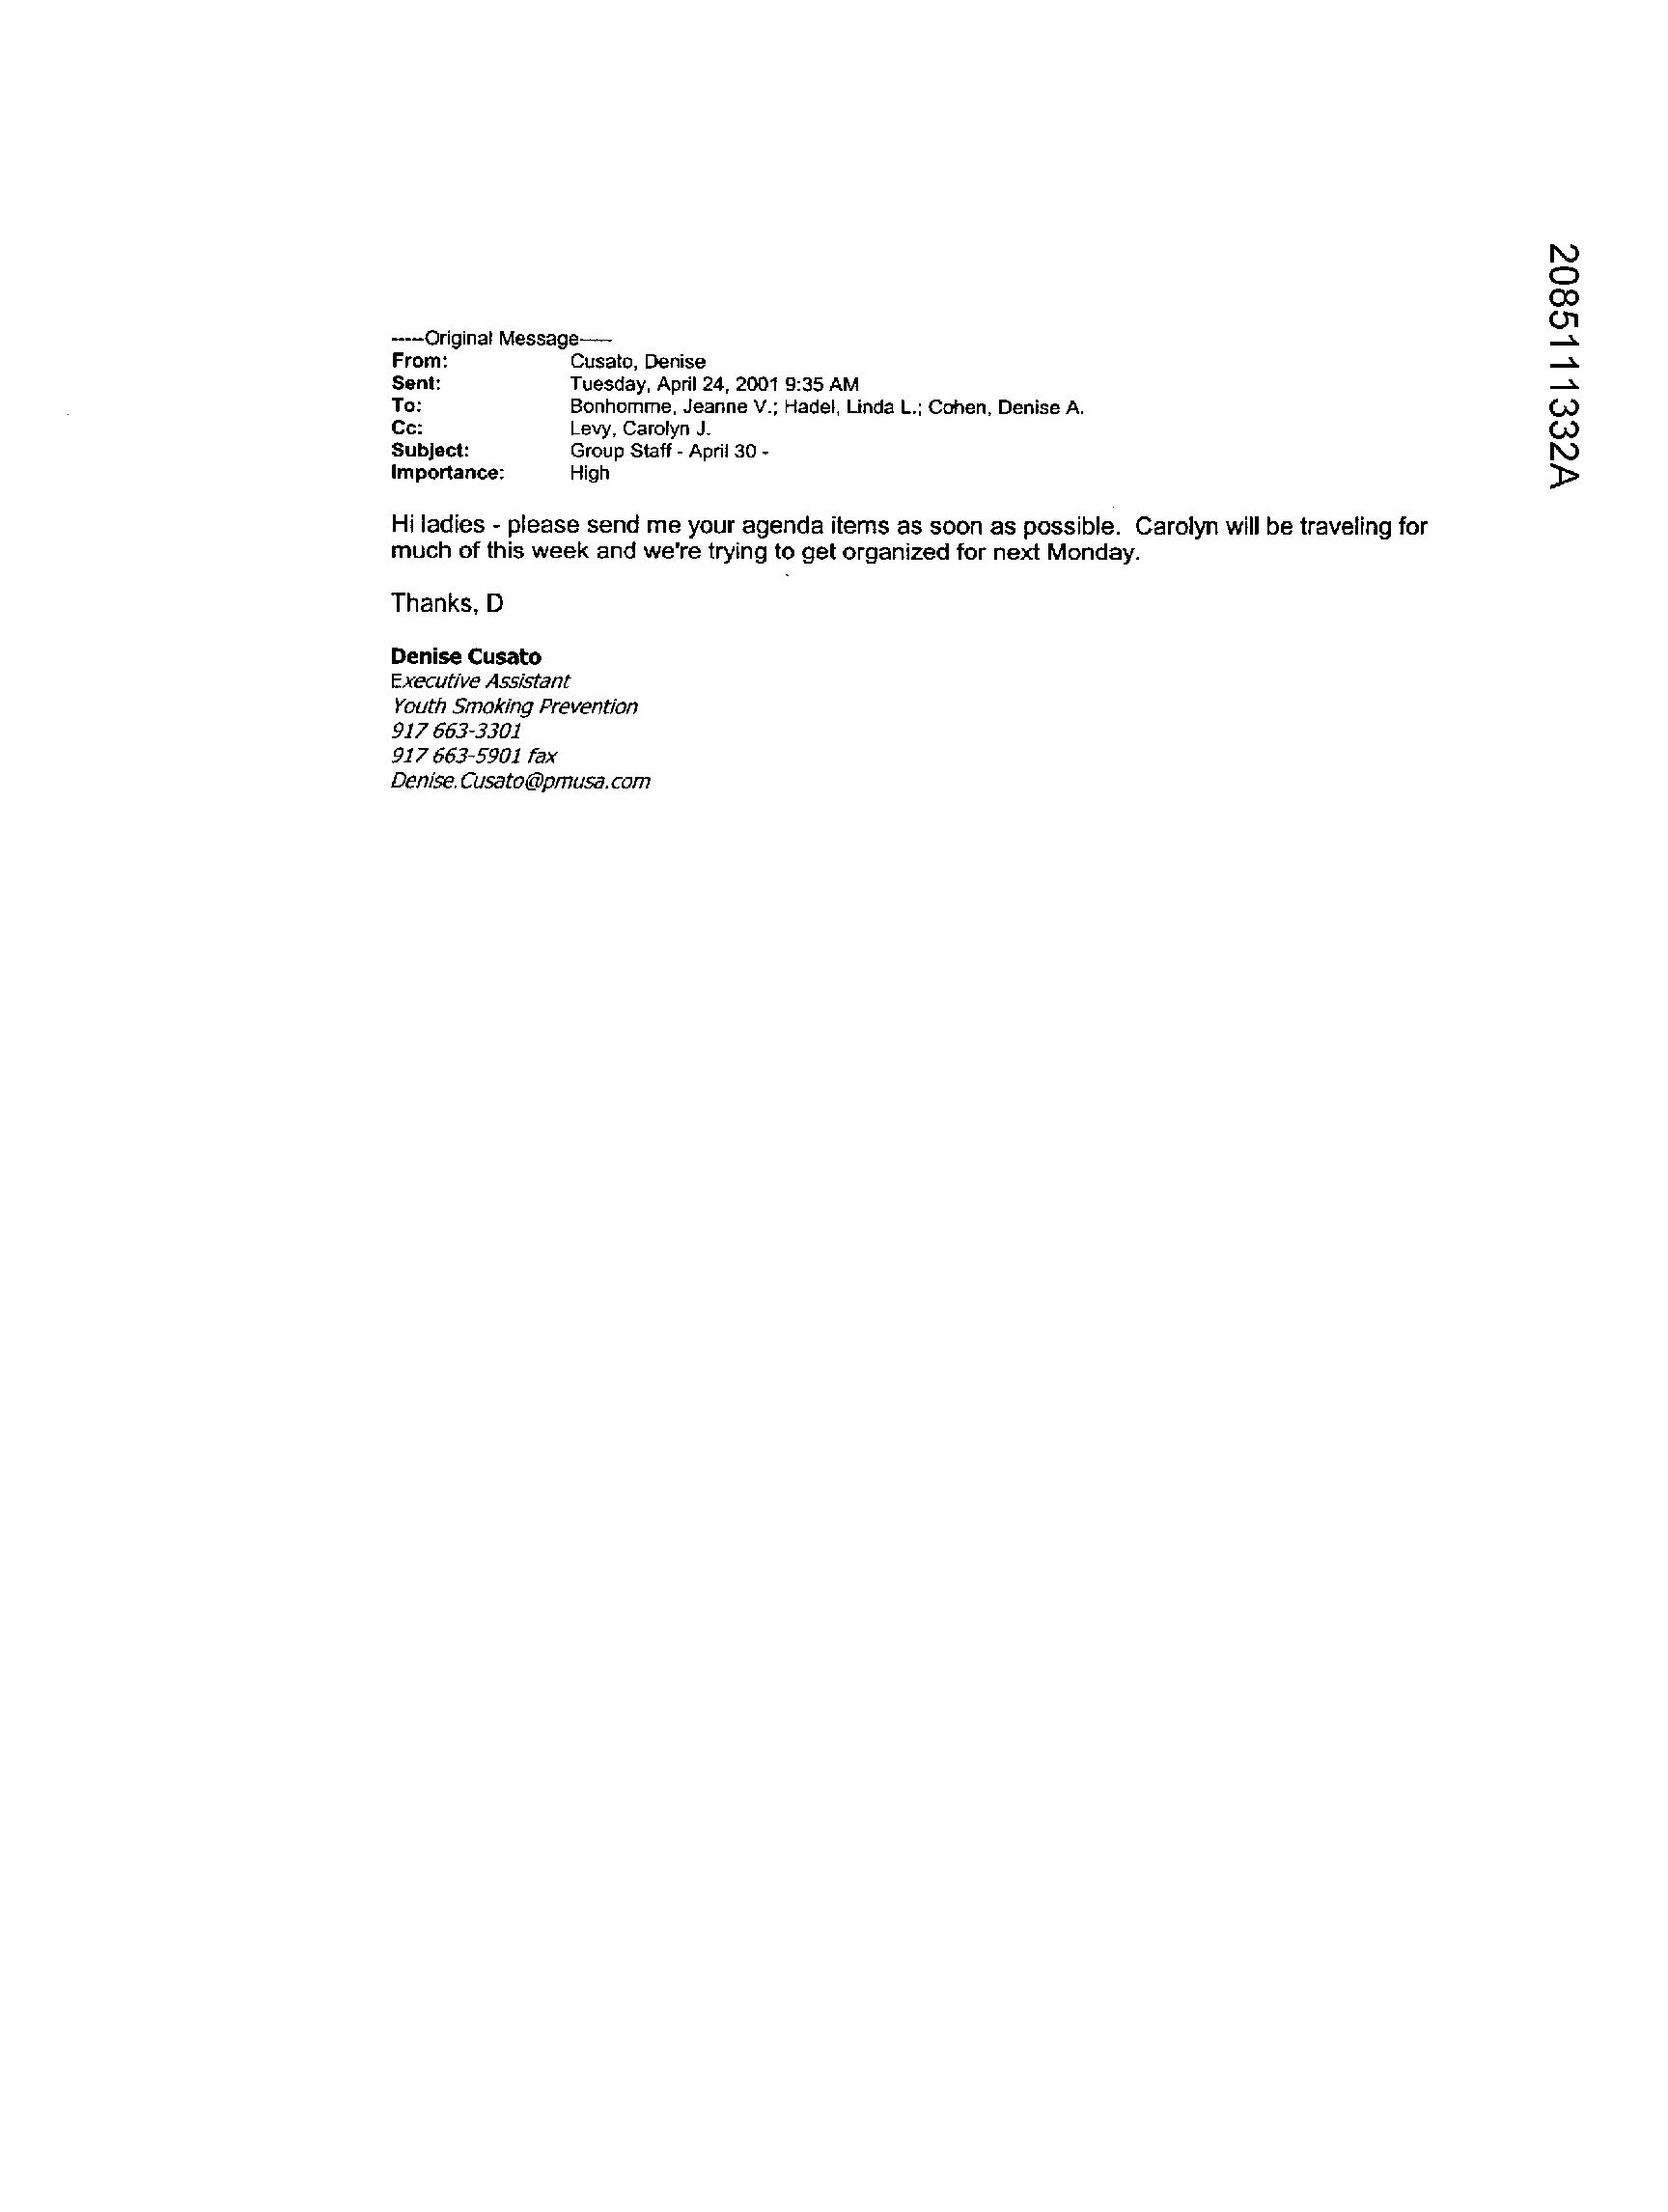 -----Original Message-----
From: Cusato, Denise
Sent: Tuesday, April 24, 2001 9:35 AM
To: Bonhomme, Jeanne V.; Hadel, Linda L.; Cohen, Denise A.
Cc: Levy, Carolyn J.
Subject: Group Staff - April 30 -
Importance: High
Hi ladies - please send me your agenda items as soon as possible. Carolyn will be traveling for
much of this week and we're trying to get organized for next Monday.
Thanks, D
Denise Cusato
Executive Assistant
Youth Smoking Prevention
917 663-3301
917 663-5901 fax
Denise.Cusato@pmusa.com
2085111332A